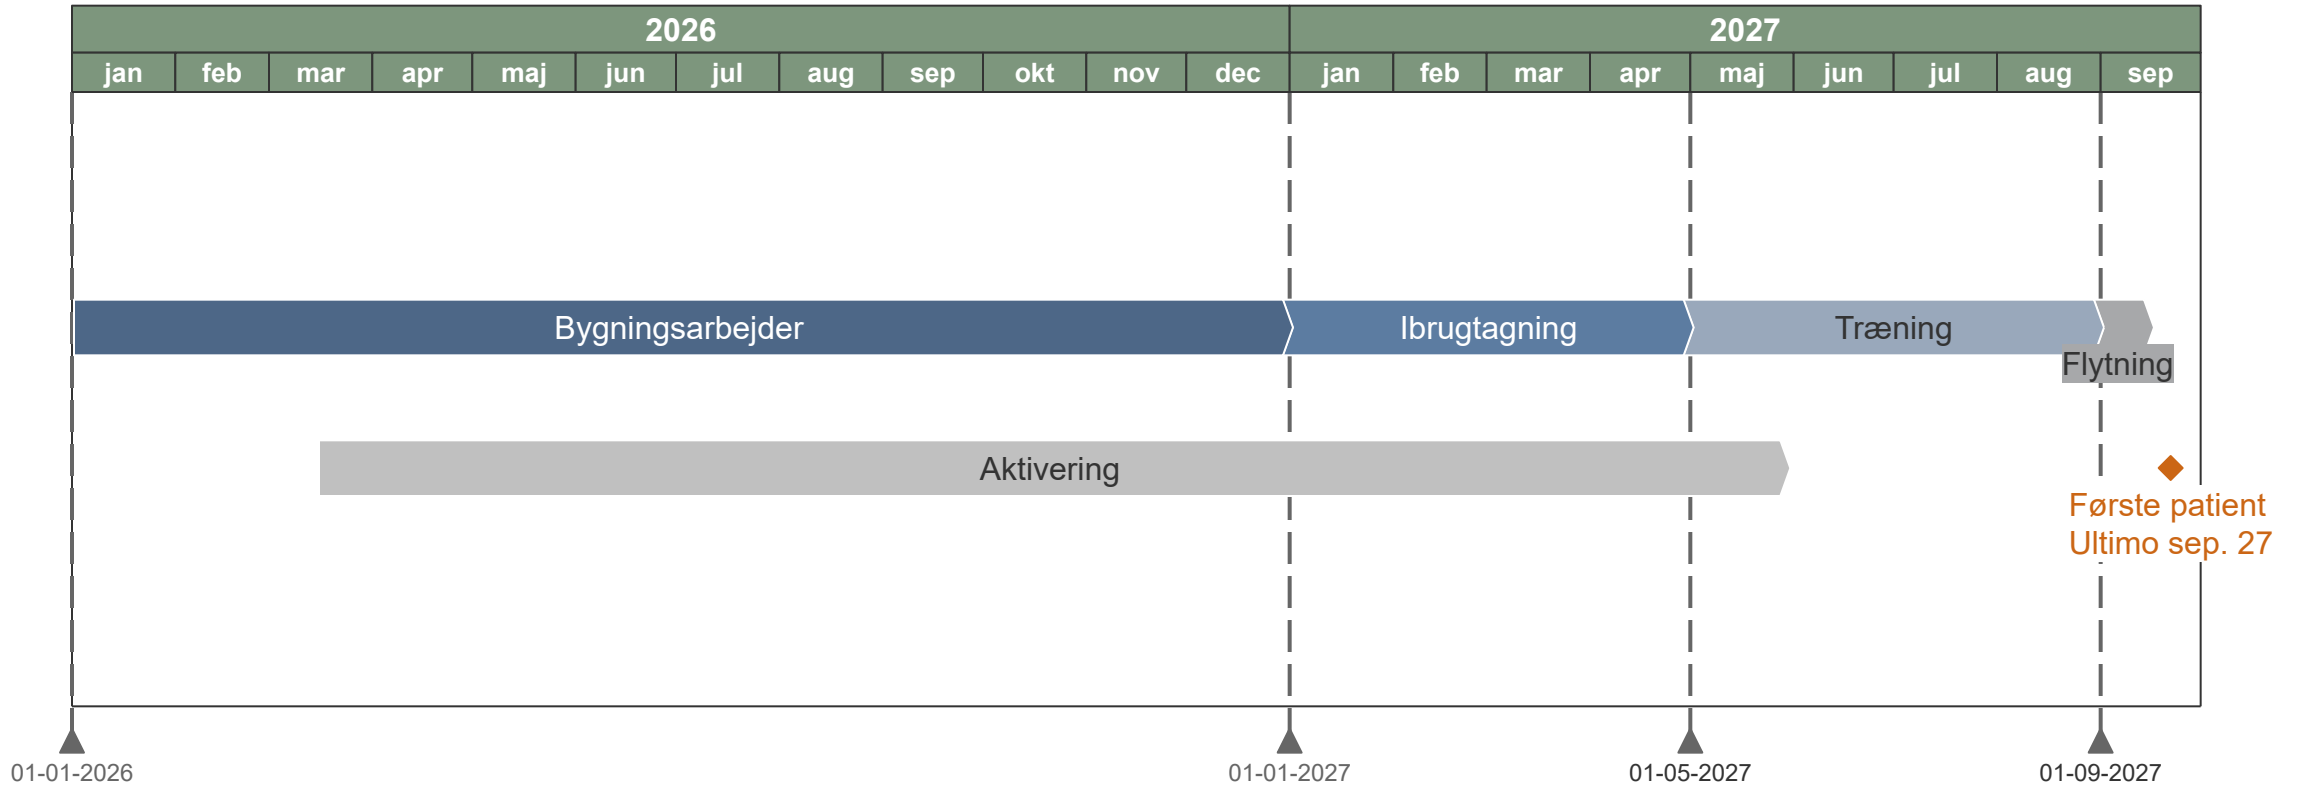 2026 2027
jan feb mar apr maj jun jul aug sep okt nov dec jan feb mar apr maj jun jul aug sep
Bygningsarbejder Ibrugtagning Træning
Flytning
Aktivering
Første patient
Ultimo sep. 27
01-01-2026 01-01-2027 01-05-2027 01-09-2027